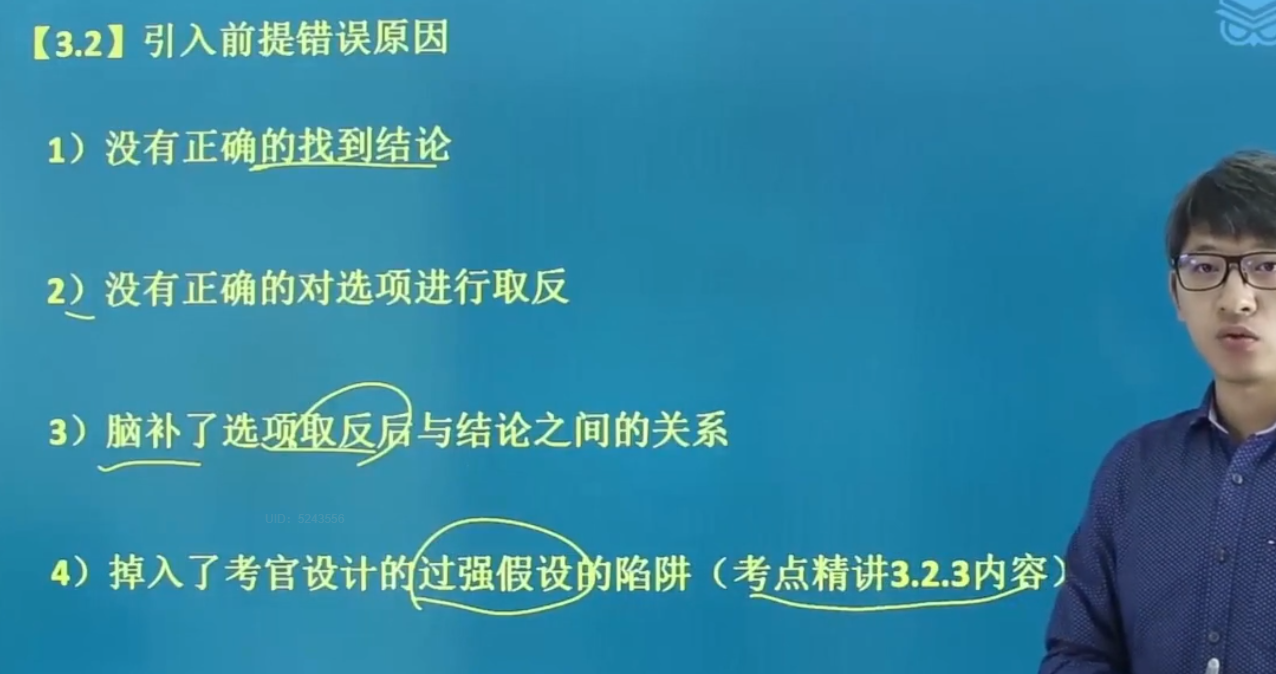 【3.2】引入前提错误原因
1）没有正确的找到结论
2）没有正确的对选项进行取反
3）脑补了选项取反后与结论之间的关系
UID: 5243556
4）掉入了考官设计的过强假设的陷阱（考点精讲3.2.3内容）